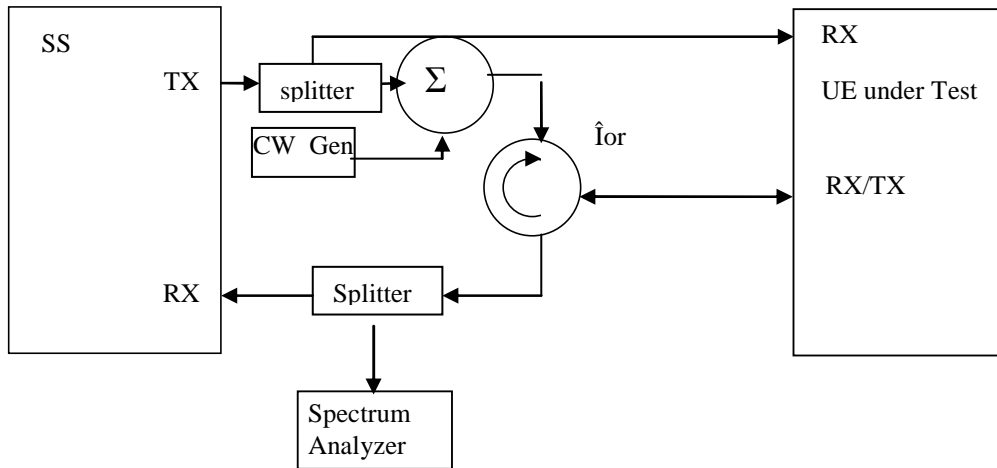 SS
RX
TX
splitter
Σ
UE under Test
CW Gen
Îor
RX/TX
RX
Splitter
Spectrum
Analyzer